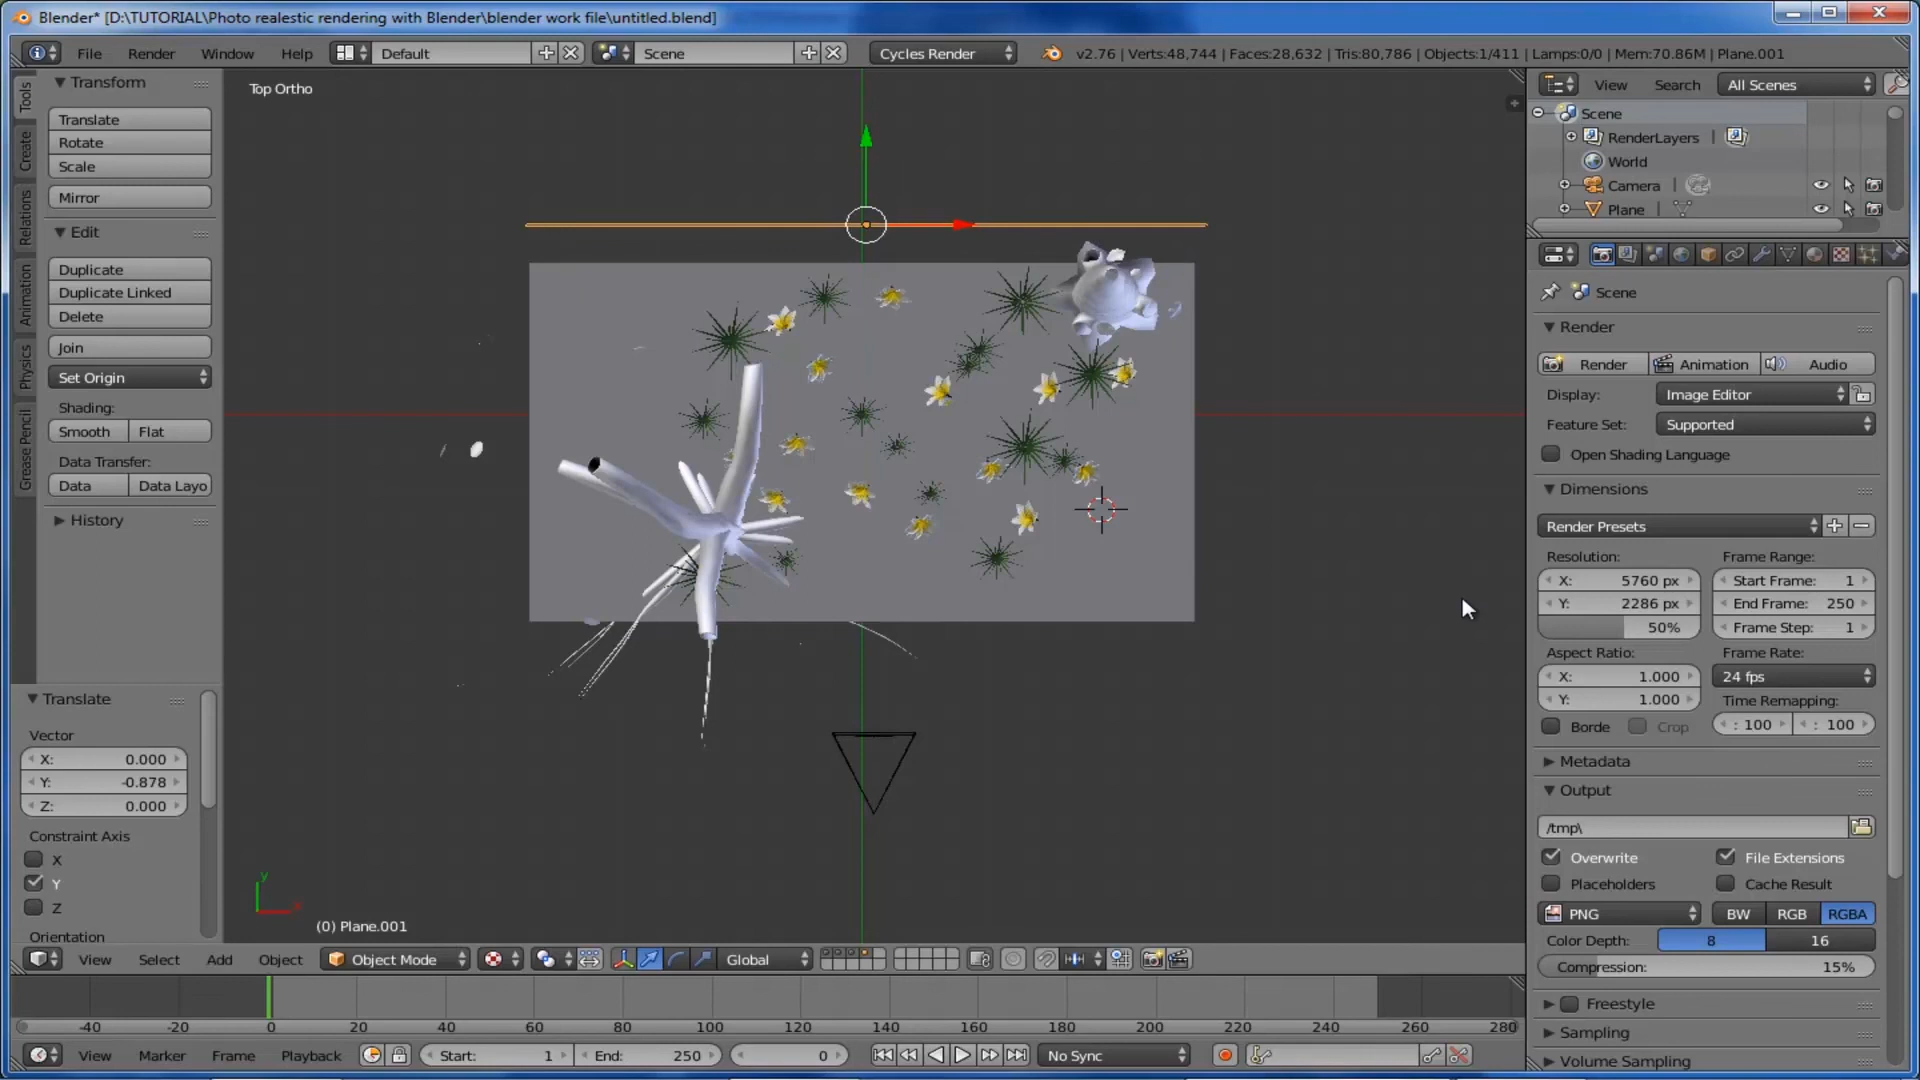 Blender* [D:\TUTORIAL\Photo realestic rendering with Blender\blender work file\untitled.blend]
File Render Window Help Default Scene Cycles Render v2.76 | Verts:48,744 | Faces:28,632 | Tris:80,786 | Objects:1/411 | Lamps:0/0 | Mem:70.86M | Plane.001
Tools
Create
Relations
Animation
Physics
Grease Pencil
Transform
Translate
Rotate
Scale
Mirror
Edit
Duplicate
Duplicate Linked
Delete
Join
Set Origin
Shading:
Smooth Flat
Data Transfer:
Data Data Layo
History
Translate
Vector
X: 0.000
Y: -0.878
Z: 0.000
Constraint Axis
X
Y
Z
Orientation
Top Ortho
y
x
(0) Plane.001
View Select Add Object Object Mode Global
-40 -20 0 20 40 60 80 100 120 140 160 180 200 220 240 260 280
View Marker Frame Playback Start: 1 End: 250 0 No Sync
View Search All Scenes
Scene
RenderLayers |
World
Camera |
Plane |
Scene
Render
Render Animation Audio
Display: Image Editor
Feature Set: Supported
Open Shading Language
Dimensions
Render Presets
Resolution: Frame Range:
X: 5760 px Start Frame: 1
Y: 2286 px End Frame: 250
50% Frame Step: 1
Aspect Ratio: Frame Rate:
X: 1.000 24 fps
Y: 1.000 Time Remapping:
Borde Crop : 100 : 100
Metadata
Output
/tmp\
Overwrite File Extensions
Placeholders Cache Result
PNG BW RGB RGBA
Color Depth: 8 16
Compression: 15%
Freestyle
Sampling
Volume Sampling